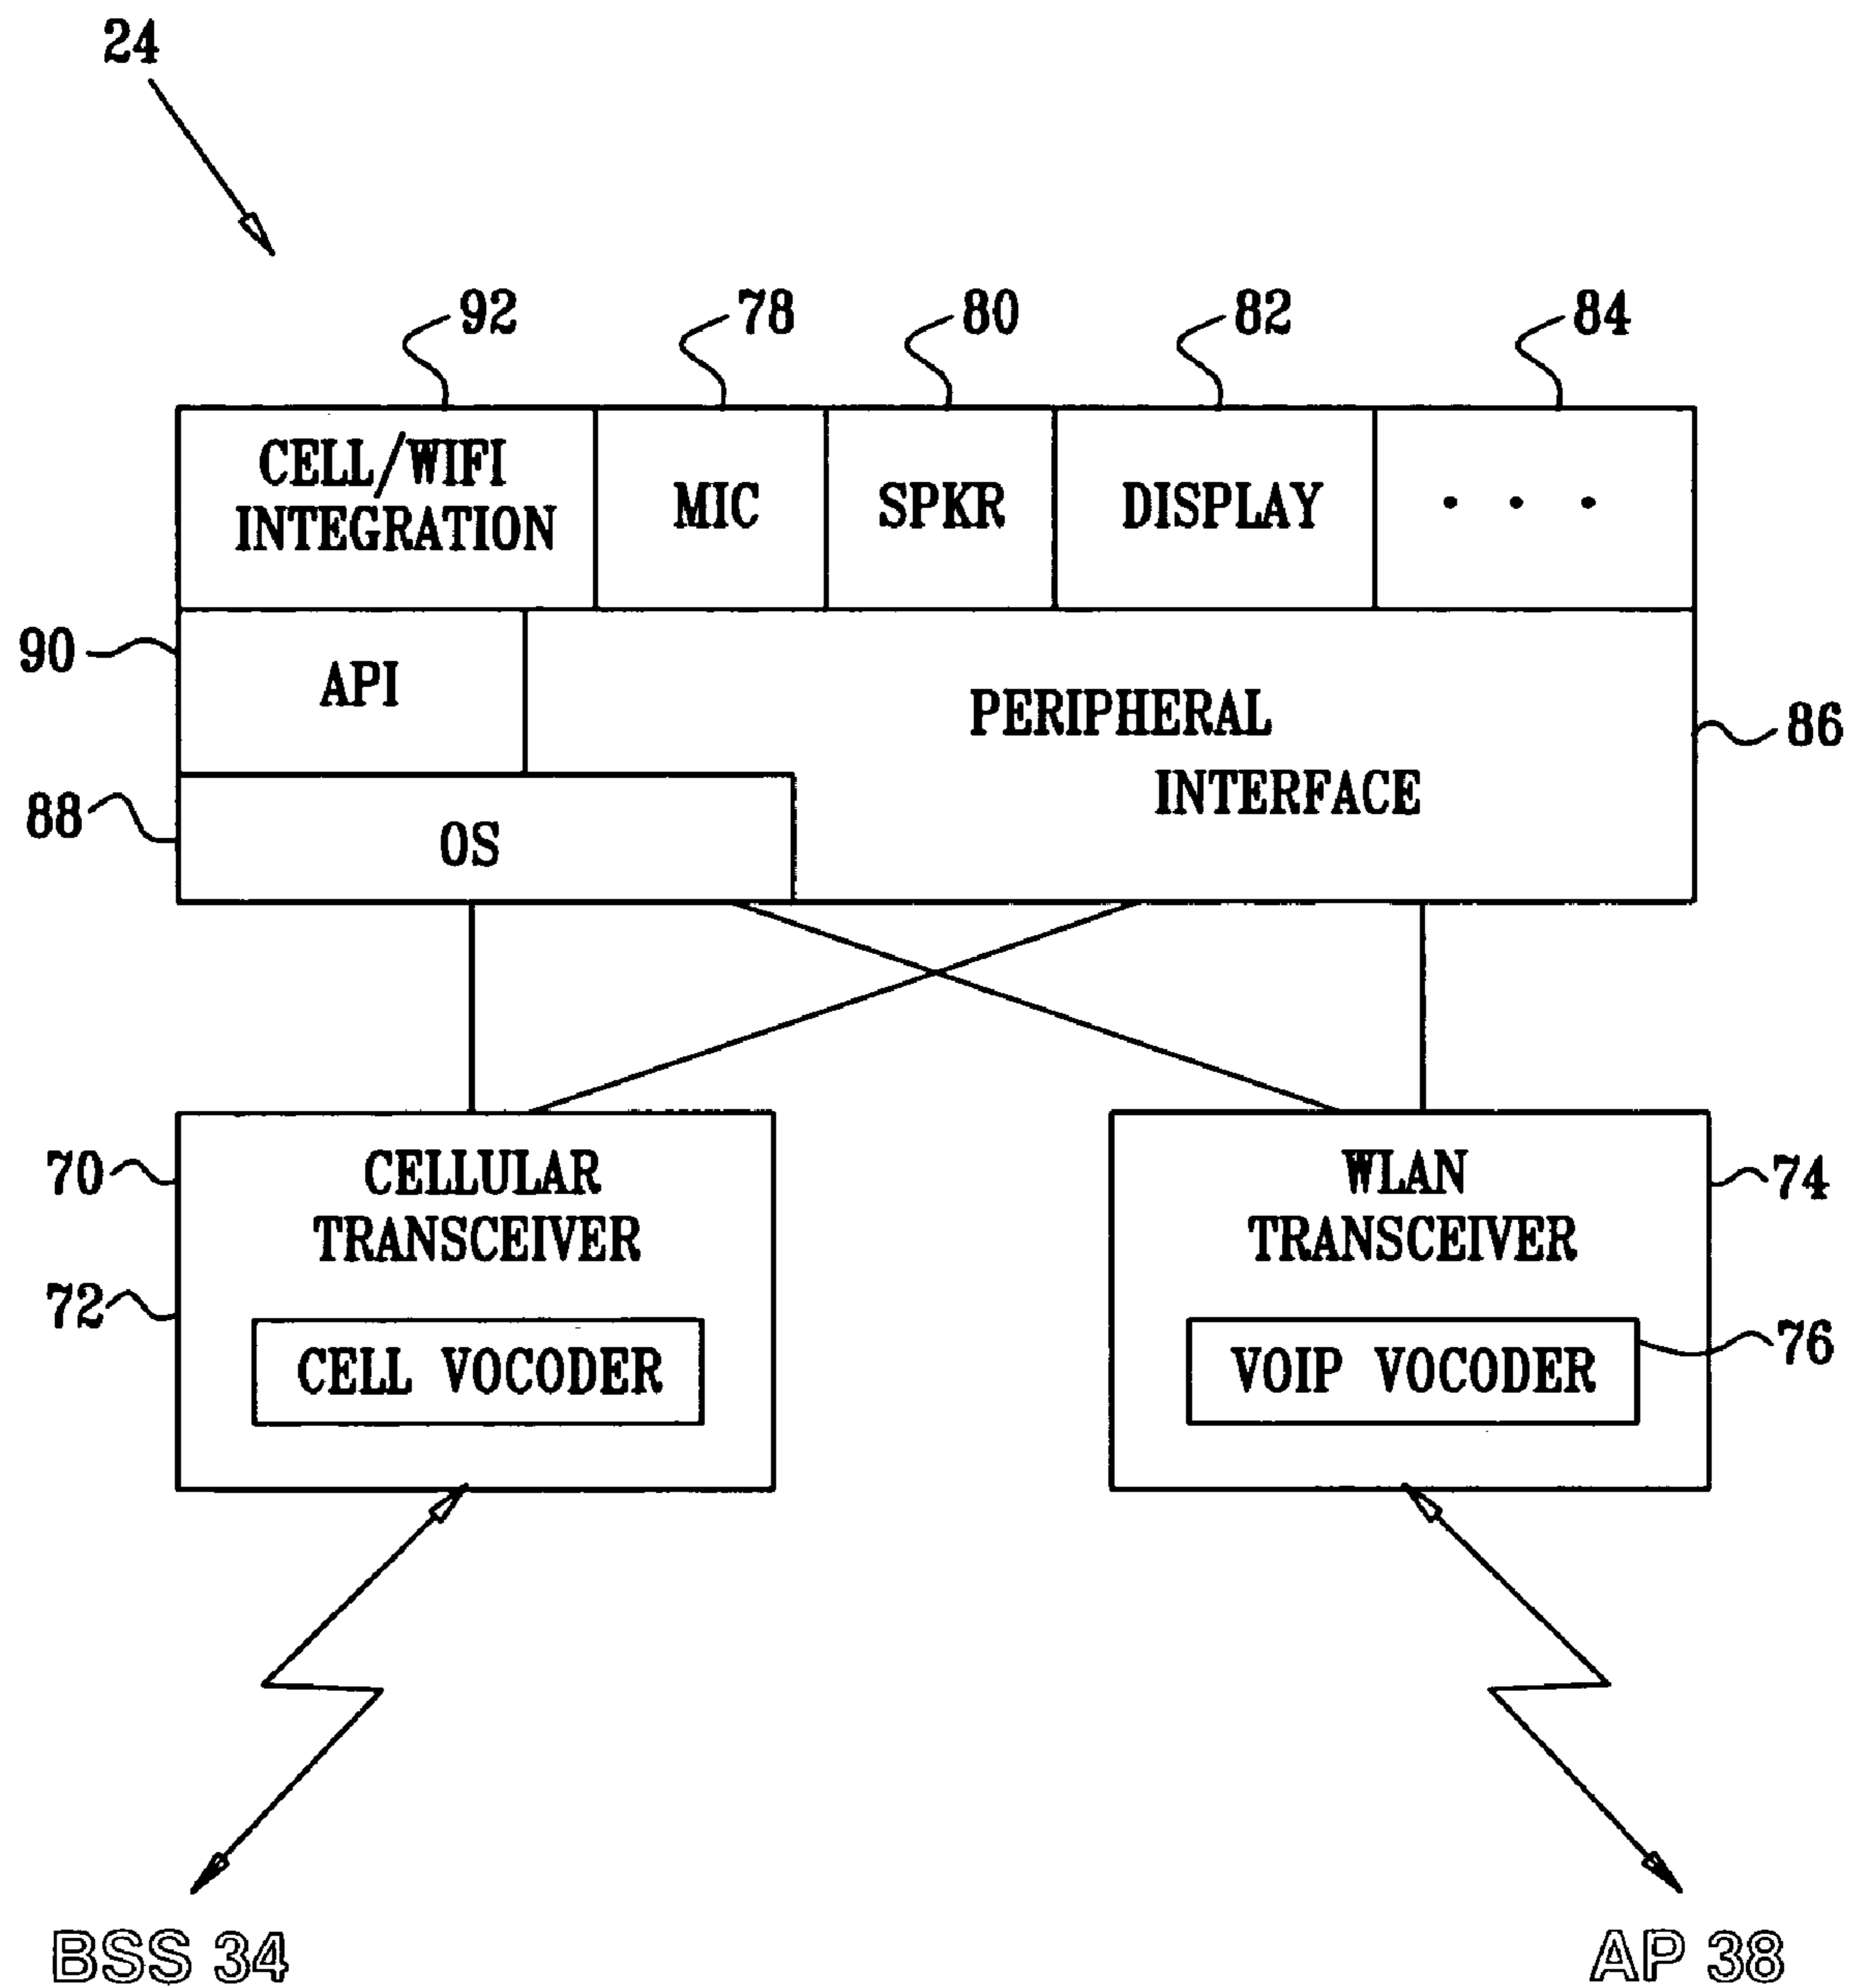 24
92
78
80
82
84
CELL/WIFI
INTEGRATION
MIC
SPKR
DISPLAY
. . .
90
API
PERIPHERAL
INTERFACE
86
88
OS
70
CELLULAR
TRANSCEIVER
72
CELL VOCODER
WLAN
TRANSCEIVER
74
VOIP VOCODER
76
BSS 34
AP 38